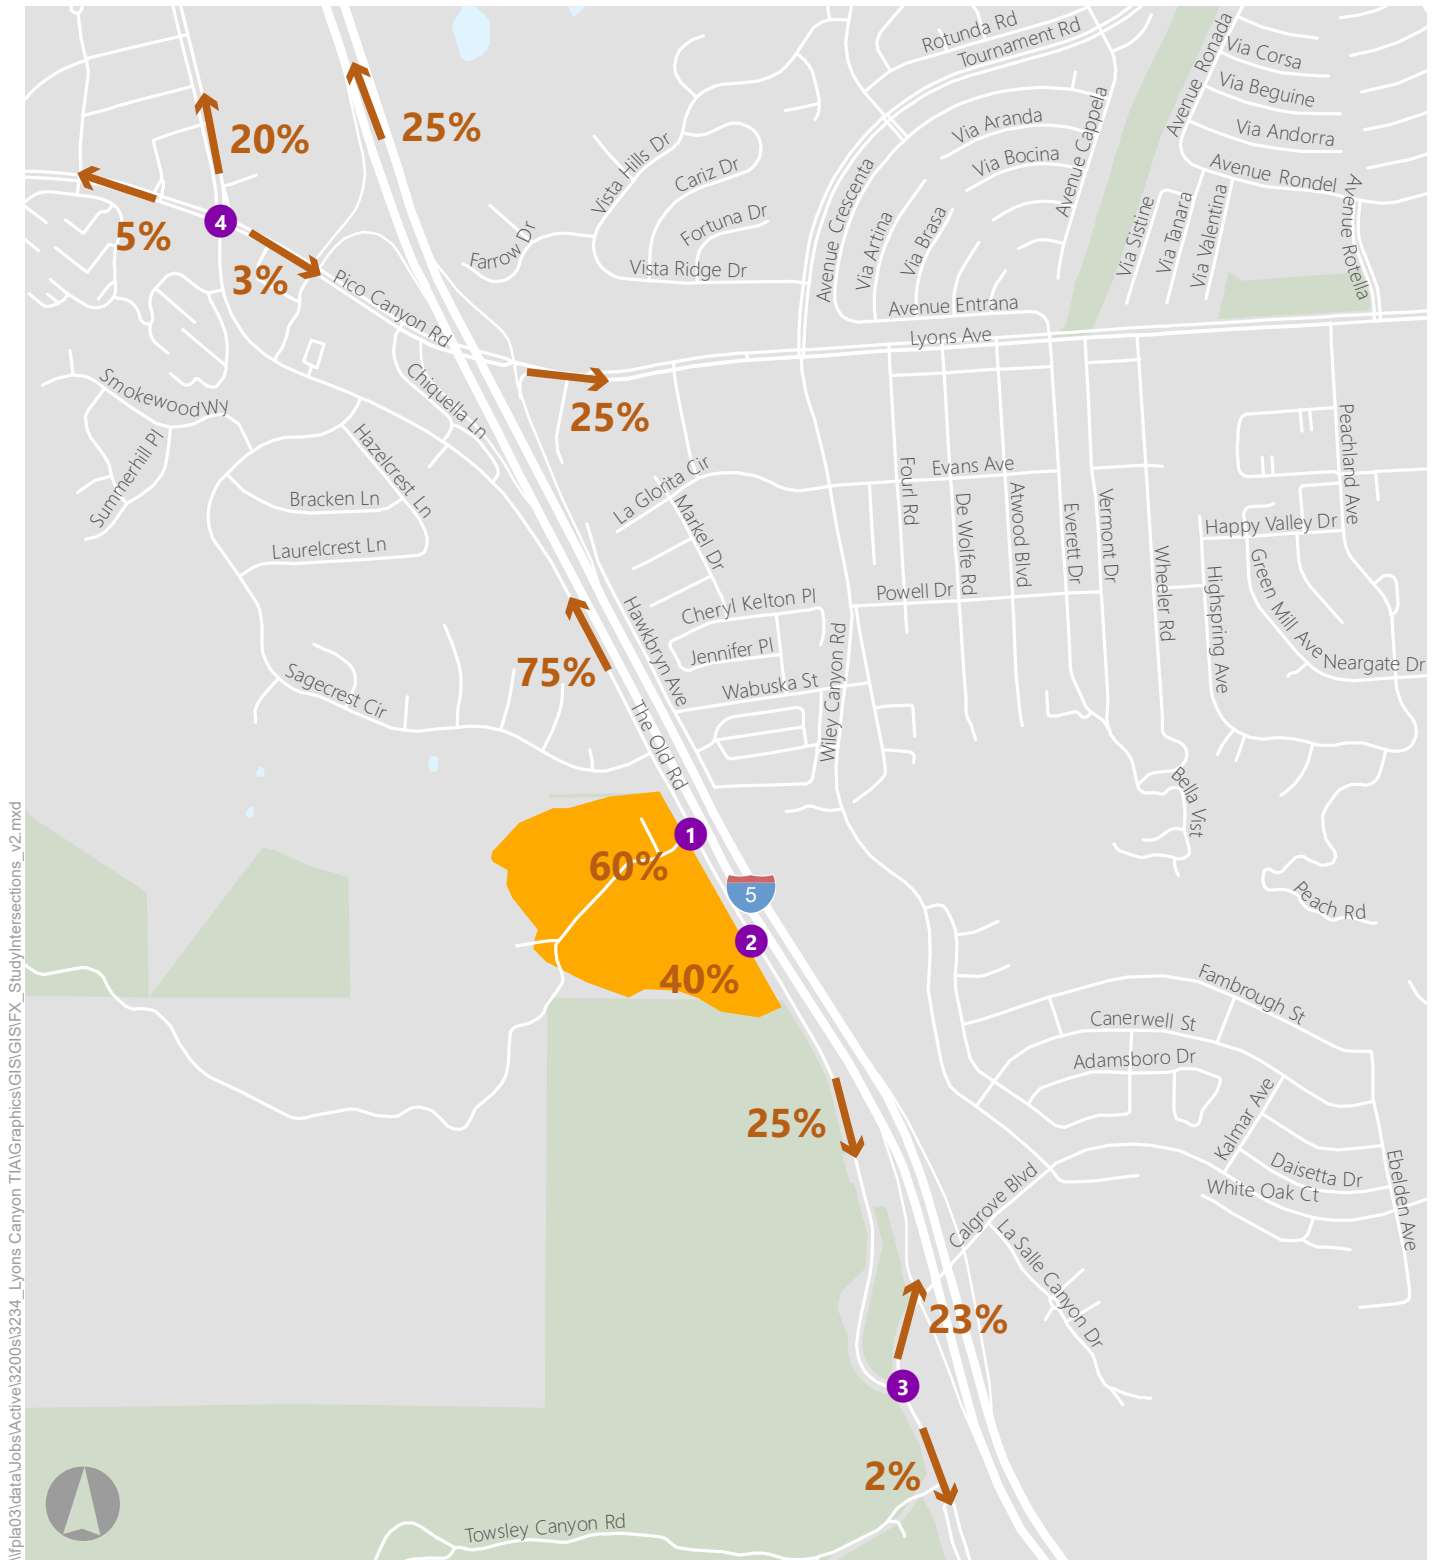 Rotunda Rd
Tournament Rd
Avenue Ronada
Via Corsa
Via Beguine
Via Andorra
Avenue Rondel
Avenue Rotella
Via Aranda
Via Bocina
Avenue Cappela
Avenue Crescenta
Via Artina
Via Brasa
Via Sistine
Via Tanara
Via Valentina
Avenue Entrana
Lyons Ave
25%
20%
5%
4
3%
Vista Hills Dr
Cariz Dr
Fortuna Dr
Farrow Dr
Vista Ridge Dr
Pico Canyon Rd
25%
Chiquella Ln
Smokewood Wy
Summerhill Pl
Hazelcrest Ln
Bracken Ln
Laurelcrest Ln
La Glorita Cir
Markel Dr
Evans Ave
Fourl Rd
De Wolfe Rd
Atwood Blvd
Everett Dr
Vermont Dr
Wheeler Rd
Peachland Ave
Happy Valley Dr
Highspring Ave
Green Mill Ave
Neargate Dr
Powell Dr
Cheryl Kelton Pl
Jennifer Pl
Wabuska St
Wiley Canyon Rd
Hawkbryn Ave
75%
The Old Rd
Sagecrest Cir
Bella Vist
Peach Rd
1
60%
5
2
40%
Fambrough St
Canerwell St
Adamsboro Dr
Kalmar Ave
Daisetta Dr
White Oak Ct
Ebelden Ave
25%
Calgrove Blvd
La Salle Canyon Dr
23%
3
2%
Towsley Canyon Rd
\\fpla03\data\Jobs\Active\3200s\3234_Lyons Canyon TIA\Graphics\GIS\GIS\FX_StudyIntersections_v2.mxd